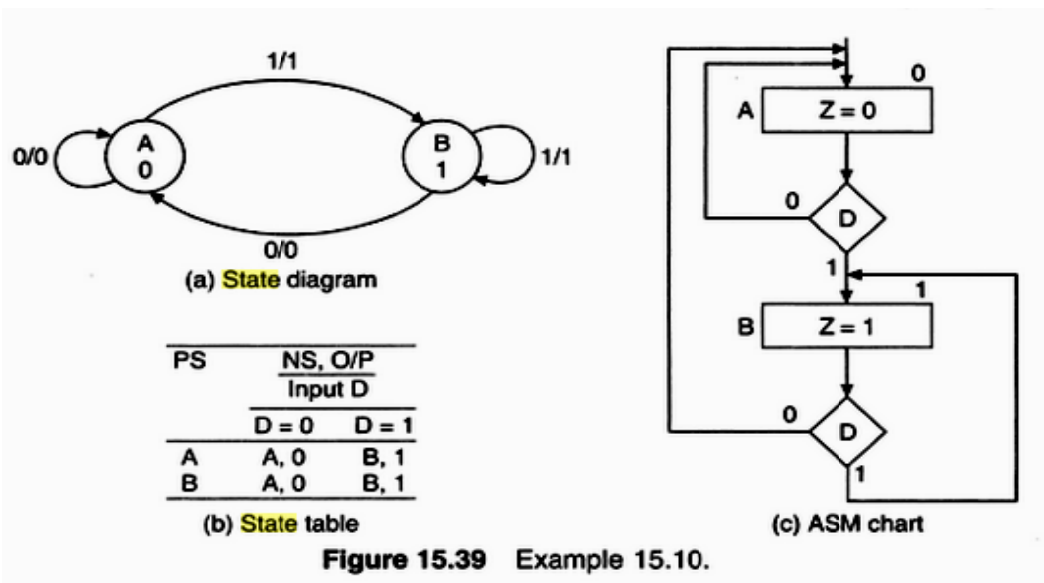 1/1
0/0
A
0
B
1
1/1
0/0
(a) State diagram
PS NS, O/P
Input D
D = 0 D = 1
A A, 0 B, 1
B A, 0 B, 1
(b) State table
0
A Z = 0
0
D
1
1
B Z = 1
0
D
1
(c) ASM chart
Figure 15.39 Example 15.10.